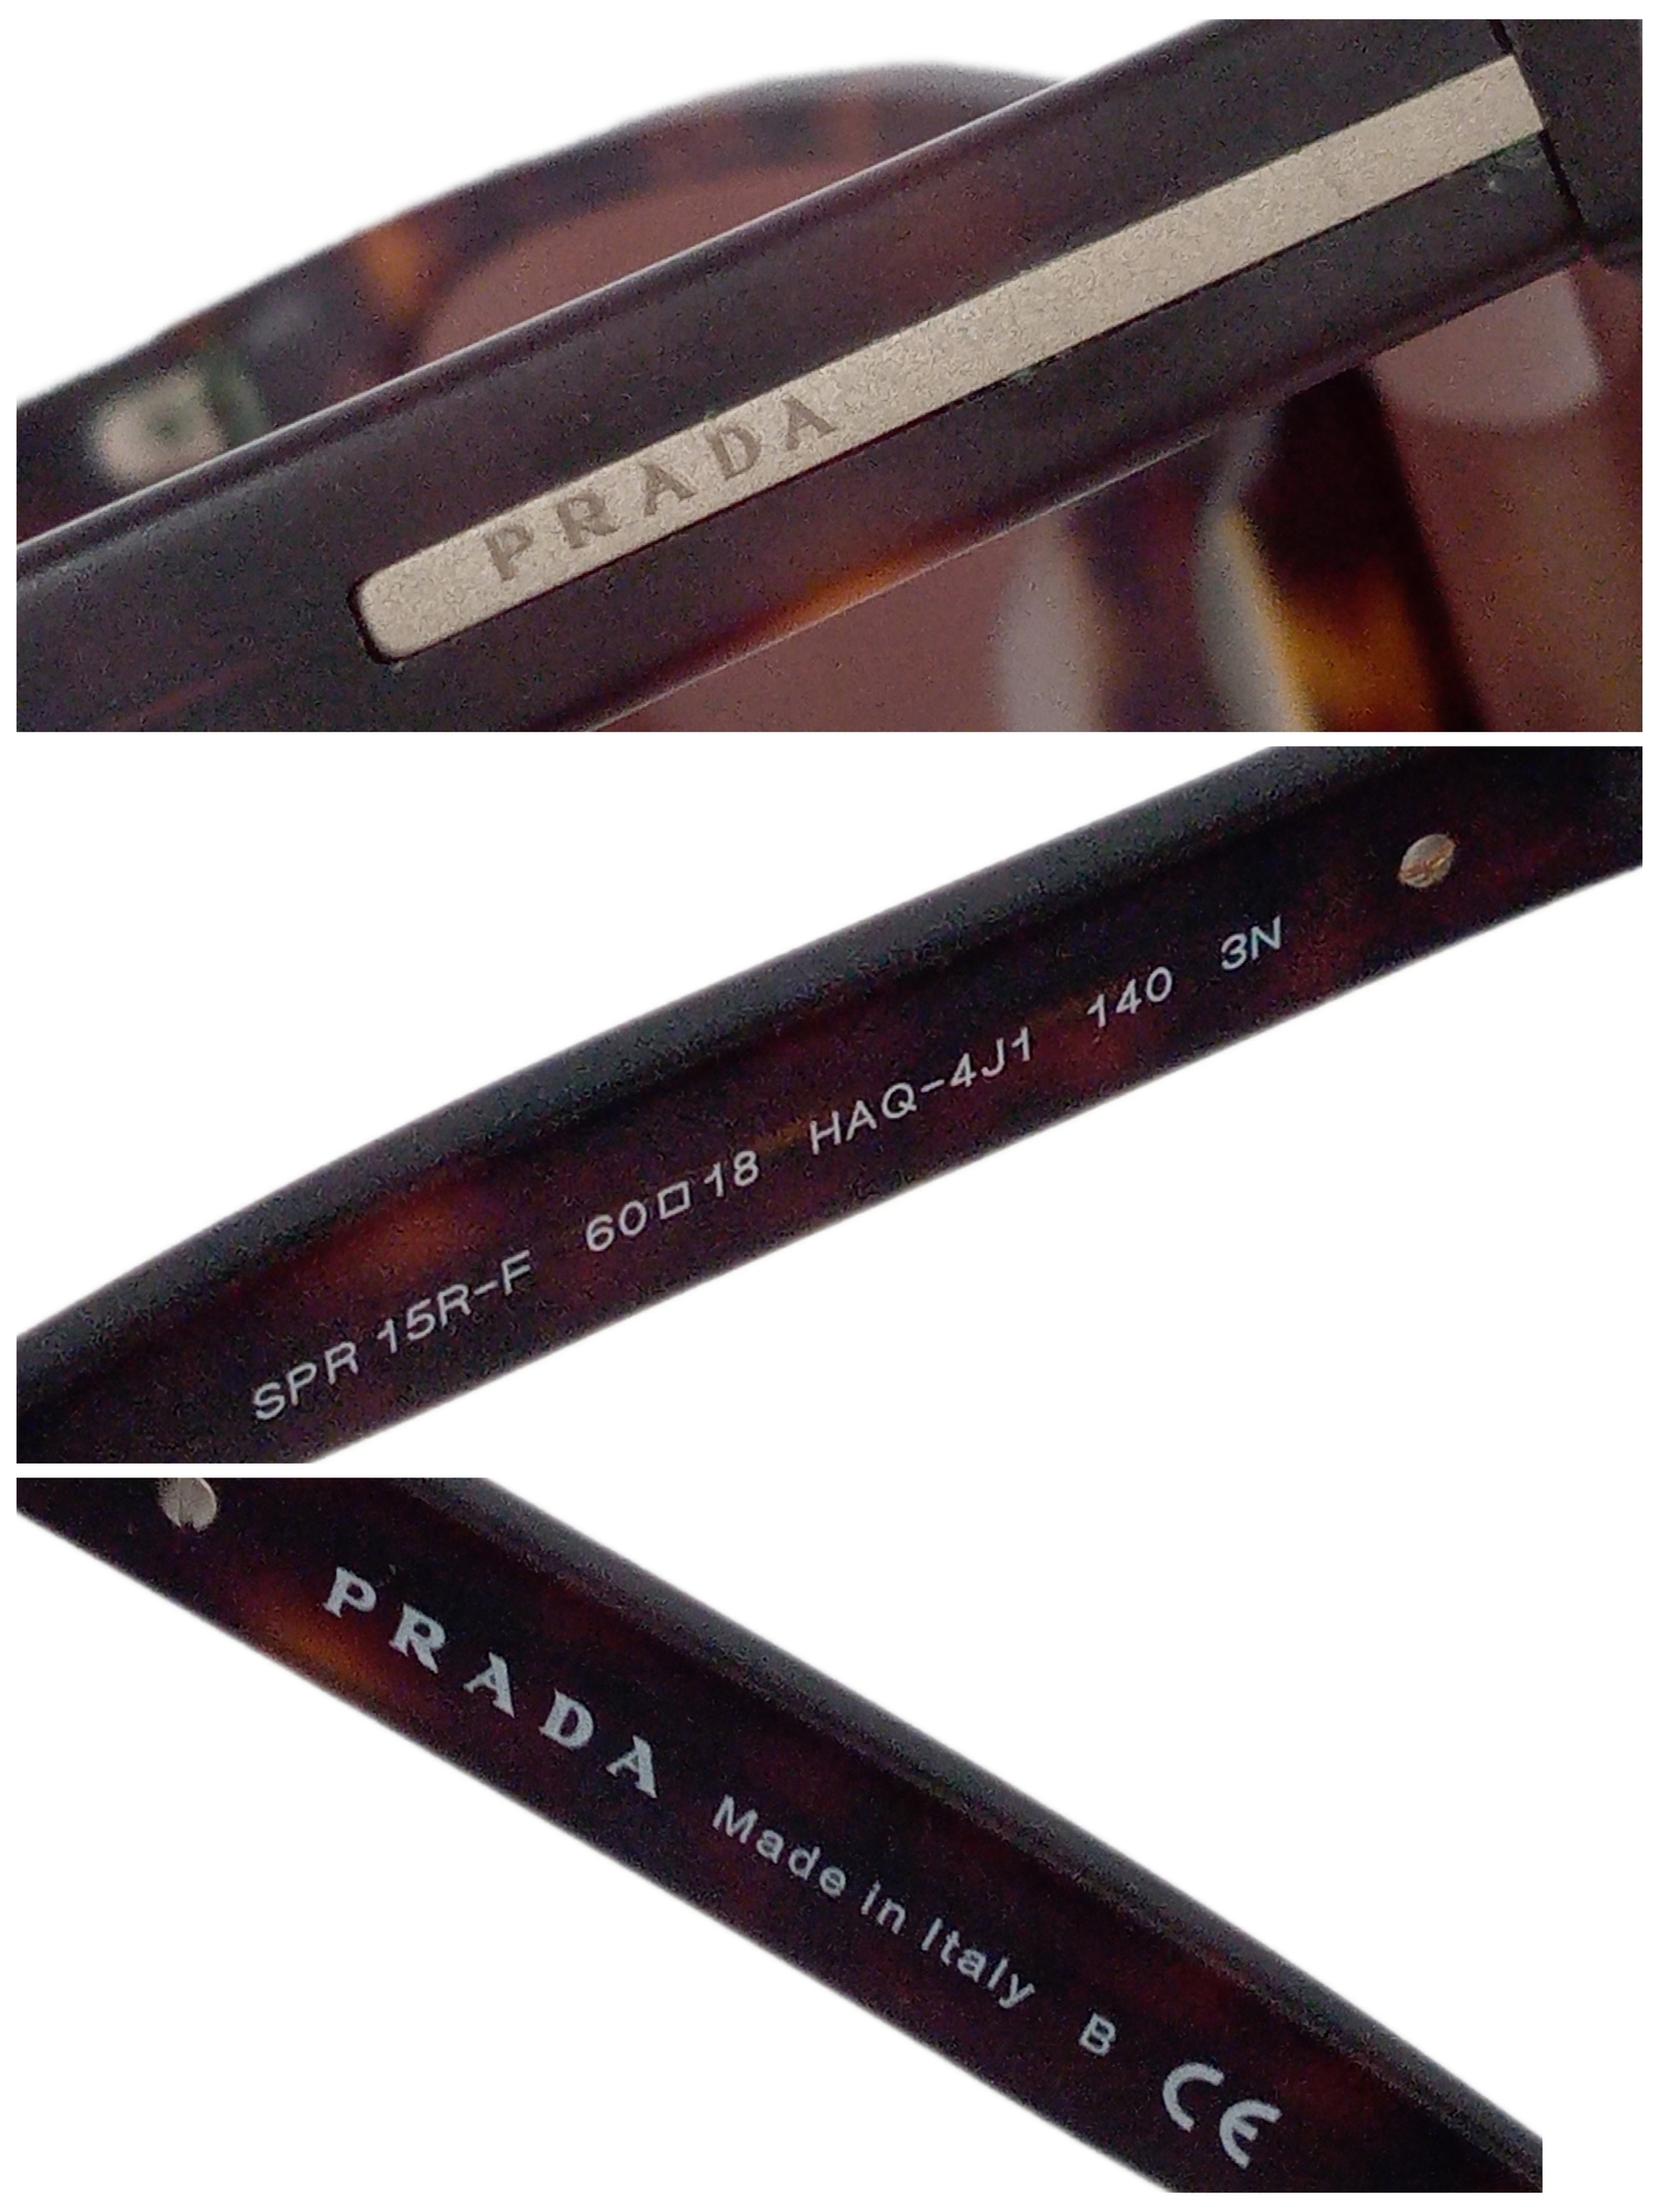 PRADA
SPR 15R-F 60□18 HAQ-4J1 140 3N
PRADA Made in Italy B CE